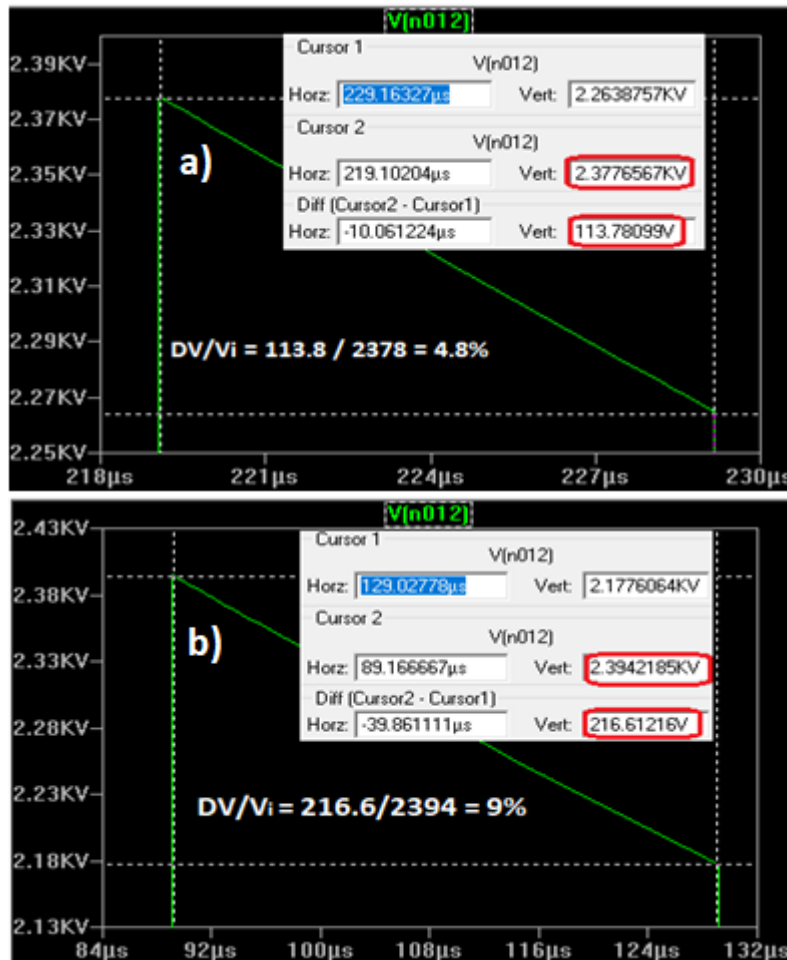 V(n012)
2.39KV
2.37KV
2.35KV
2.33KV
2.31KV
2.29KV
2.27KV
2.25KV
a)
Cursor 1
V(n012)
Horz: 229.16327µs Vert: 2.2638757KV
Cursor 2
V(n012)
Horz: 219.10204µs Vert: 2.3776567KV
Diff (Cursor2 - Cursor1)
Horz: -10.061224µs Vert: 113.78099V
DV/Vi = 113.8 / 2378 = 4.8%
218µs 221µs 224µs 227µs 230µs
V(n012)
2.43KV
2.38KV
2.33KV
2.28KV
2.23KV
2.18KV
2.13KV
b)
Cursor 1
V(n012)
Horz: 129.02778µs Vert: 2.1776064KV
Cursor 2
V(n012)
Horz: 89.166667µs Vert: 2.3942185KV
Diff (Cursor2 - Cursor1)
Horz: -39.861111µs Vert: 216.61216V
DV/Vi = 216.6/2394 = 9%
84µs 92µs 100µs 108µs 116µs 124µs 132µs